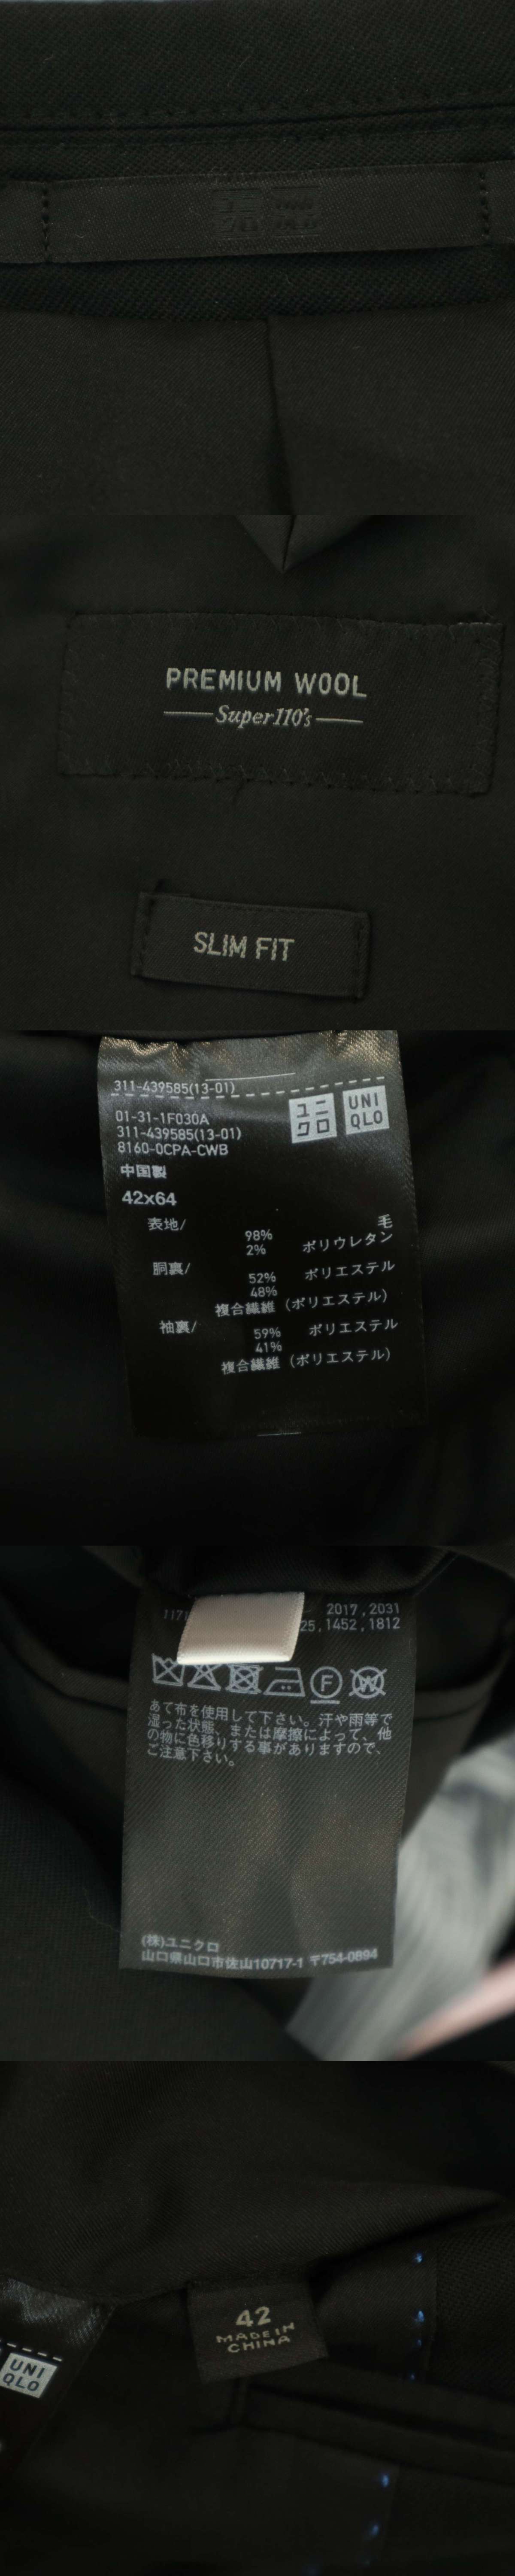 ユニ UNI
クロ QLO
PREMIUM WOOL
Super110's
SLIM FIT
311-439585(13-01)
01-31-1F030A
311-439585(13-01)
8160-0CPA-CWB
ユニ UNI
クロ QLO
中国製
42x64
表地/
98% 毛
2% ポリウレタン
胴裏/
52% ポリエステル
48%
複合繊維 (ポリエステル)
袖裏/
59% ポリエステル
41%
複合繊維 (ポリエステル)
2017,2031
25,1452,1812
F
W
あて布を使用して下さい。汗や雨等で
湿った状態、または摩擦によって、他
の物に色移りする事がありますので、
ご注意下さい。
(株)ユニクロ
山口県山口市佐山10717-1 〒754-0894
42
MADE IN
CHINA
UNI
QLO